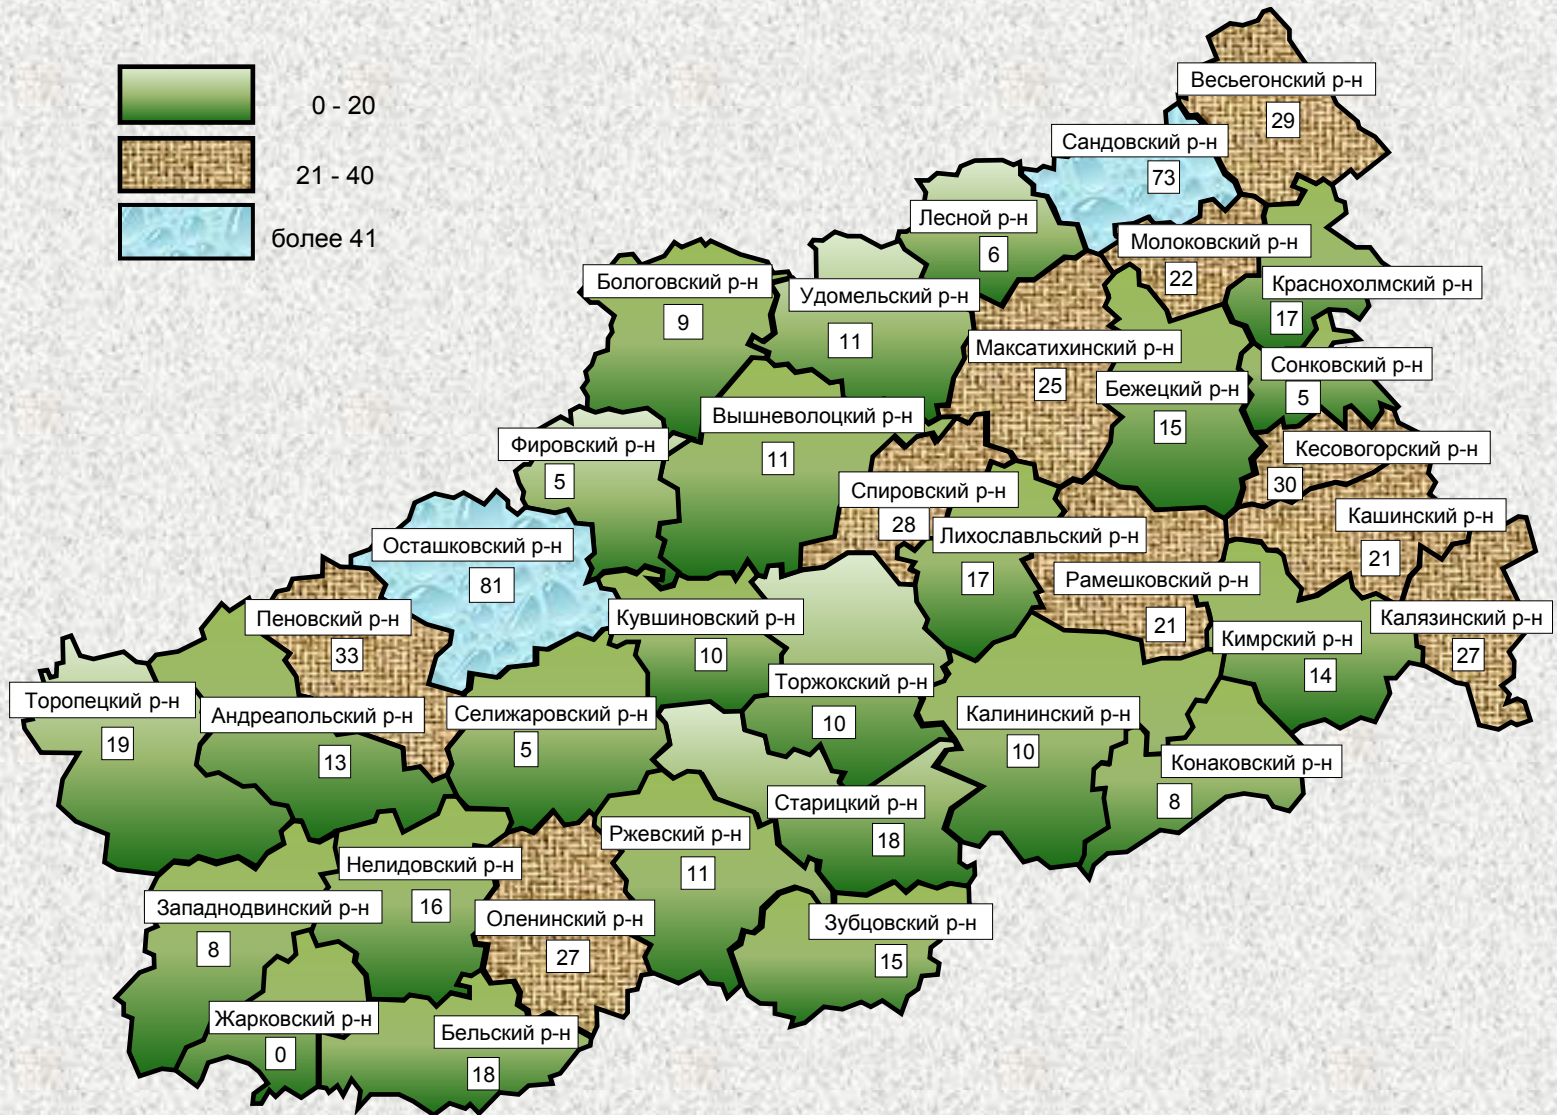 0 - 20
21 - 40
более 41
Весьегонский р-н
29
Сандовский р-н
73
Лесной р-н
6
Молоковский р-н
22
Краснохолмский р-н
17
Бологовский р-н
9
Удомельский р-н
11
Максатихинский р-н
25
Бежецкий р-н
15
Сонковский р-н
5
Вышневолоцкий р-н
11
Фировский р-н
5
Кесовогорский р-н
30
Спировский р-н
28
Кашинский р-н
21
Осташковский р-н
81
Лихославльский р-н
17
Рамешковский р-н
21
Пеновский р-н
33
Кувшиновский р-н
10
Кимрский р-н
14
Калязинский р-н
27
Торопецкий р-н
19
Андреапольский р-н
13
Селижаровский р-н
5
Торжокский р-н
10
Калининский р-н
10
Конаковский р-н
8
Старицкий р-н
18
Ржевский р-н
11
Нелидовский р-н
16
Западнодвинский р-н
8
Оленинский р-н
27
Зубцовский р-н
15
Жарковский р-н
0
Бельский р-н
18